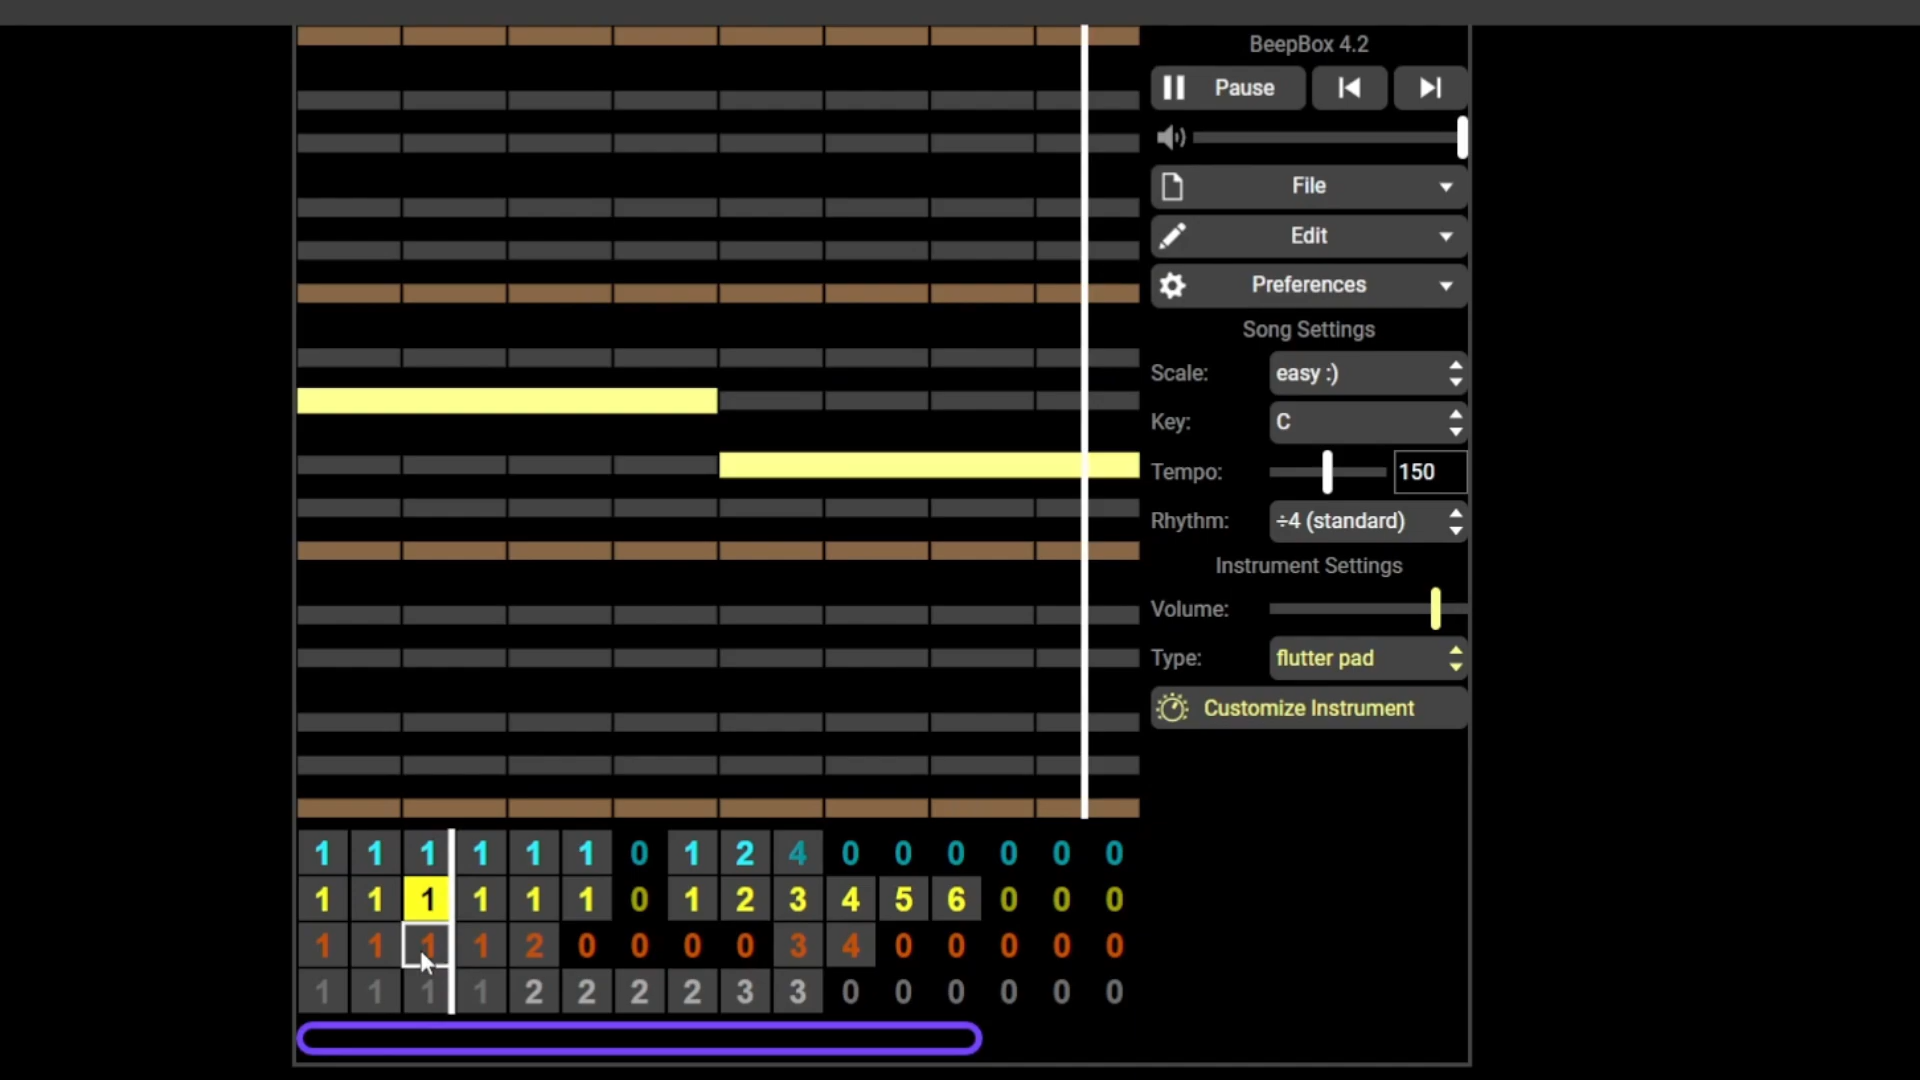 BeepBox 4.2
Pause
File
Edit
Preferences
Song Settings
Scale: easy :)
Key: C
Tempo: 150
Rhythm: ÷4 (standard)
Instrument Settings
Volume:
Type: flutter pad
Customize Instrument
1 1 1 1 1 1 0 1 2 4 0 0 0 0 0 0
1 1 1 1 1 1 0 1 2 3 4 5 6 0 0 0
1 1 1 1 2 0 0 0 0 3 4 0 0 0 0 0
1 1 1 1 2 2 2 2 3 3 0 0 0 0 0 0